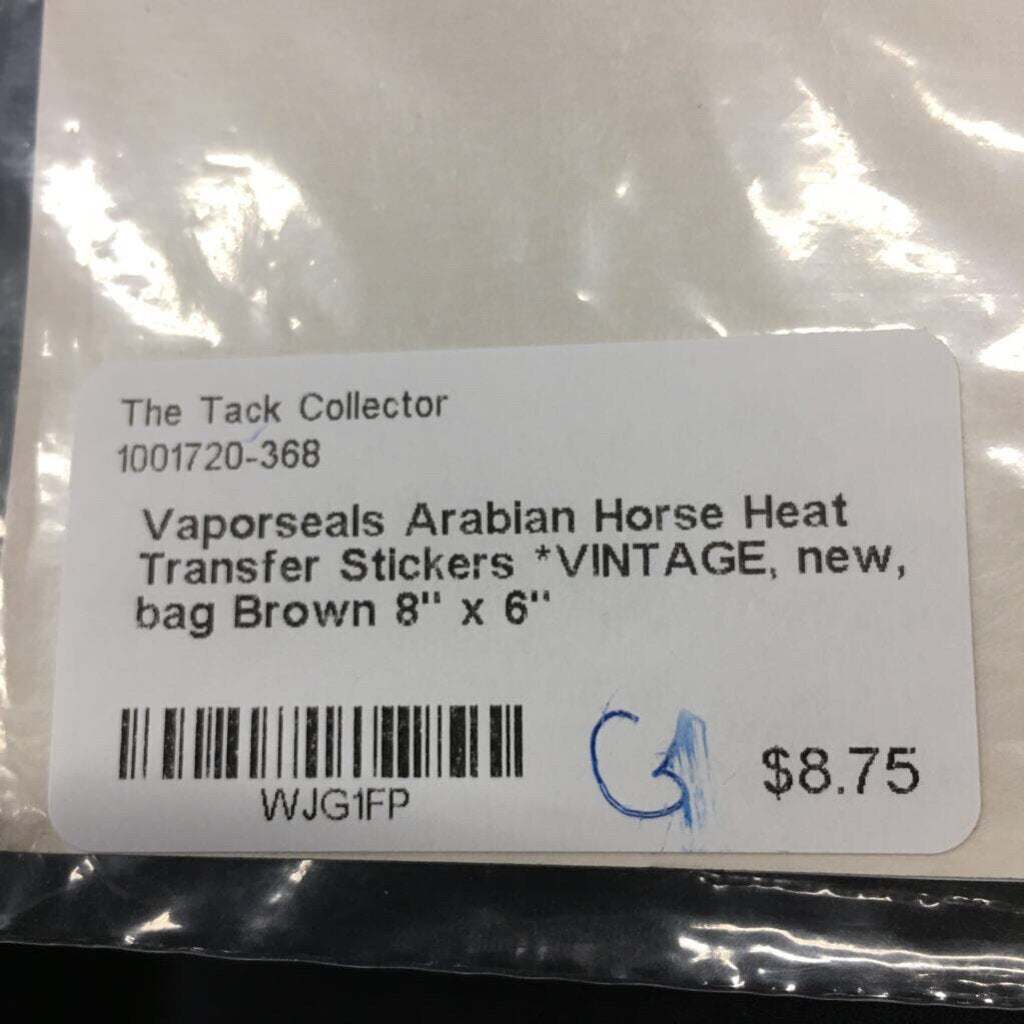 The Tack Collector
1001720-368
Vaporseals Arabian Horse Heat
Transfer Stickers *VINTAGE, new,
bag Brown 8" x 6"
WJG1FP
G
$8.75